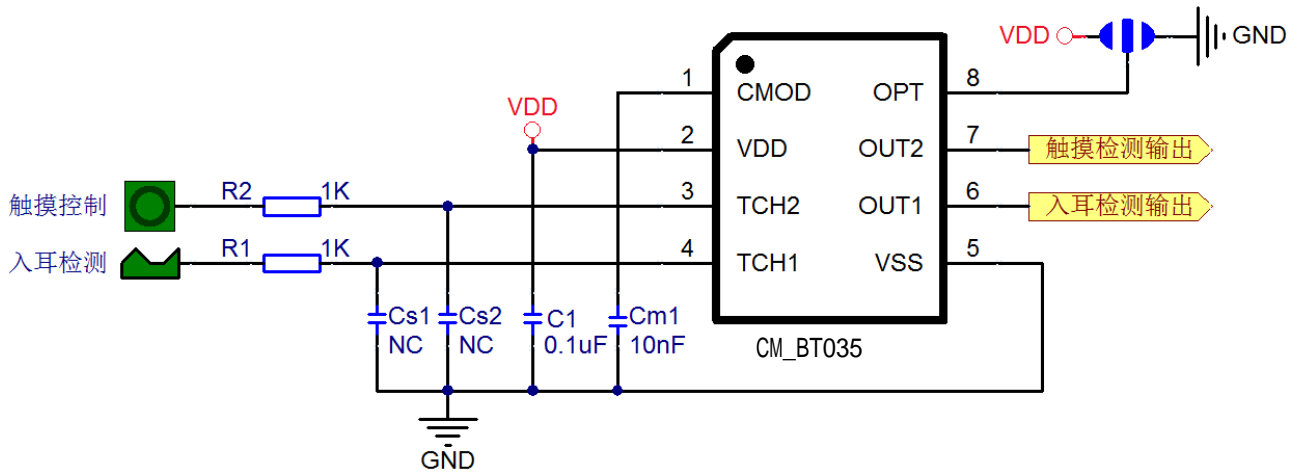 VDD
GND
1
CMOD
OPT
8
VDD
2
VDD
OUT2
7
触摸检测输出
触摸控制
R2
1K
3
TCH2
OUT1
6
入耳检测输出
入耳检测
R1
1K
4
TCH1
VSS
5
Cs1
NC
Cs2
NC
C1
0.1uF
Cm1
10nF
CM_BT035
GND